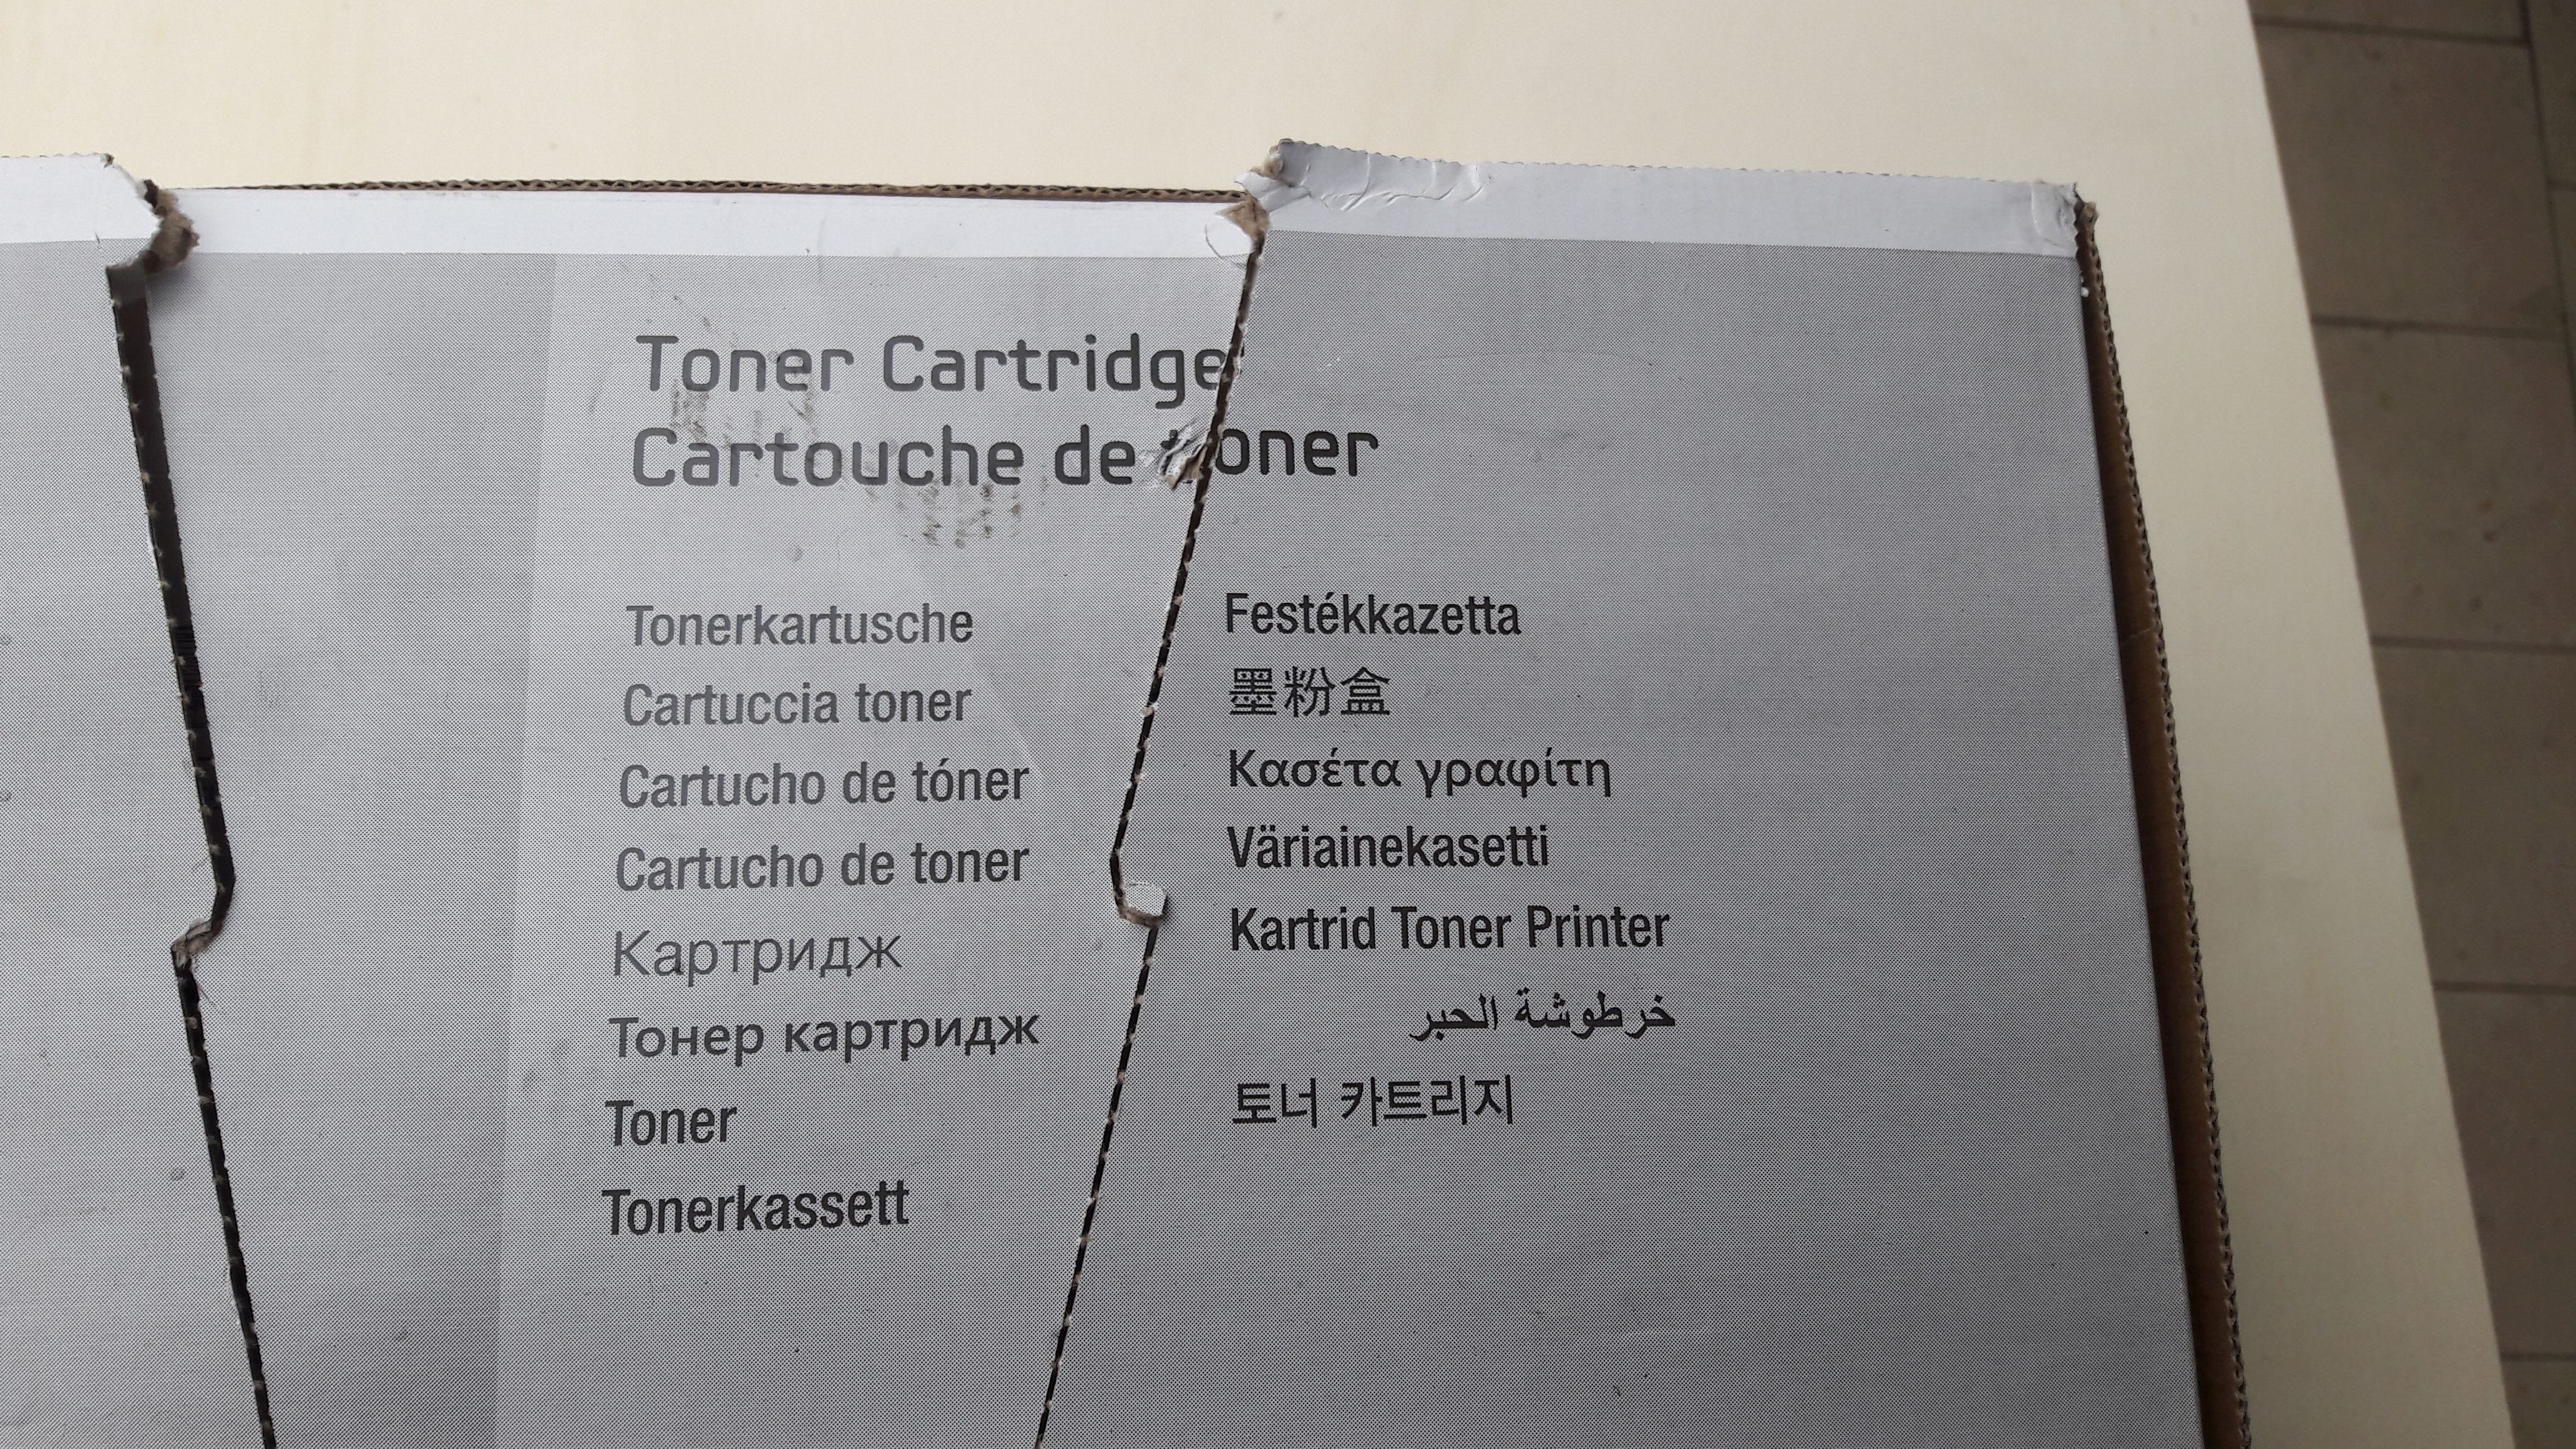 Toner Cartridge
Cartouche de toner
Tonerkartusche
Cartuccia toner
Cartucho de tóner
Cartucho de toner
Картридж
Тонер картридж
Toner
Tonerkassett
Festékkazetta
墨粉盒
Κασέτα γραφίτη
Väriainekasetti
Kartrid Toner Printer
خرطوشة الحبر
토너 카트리지